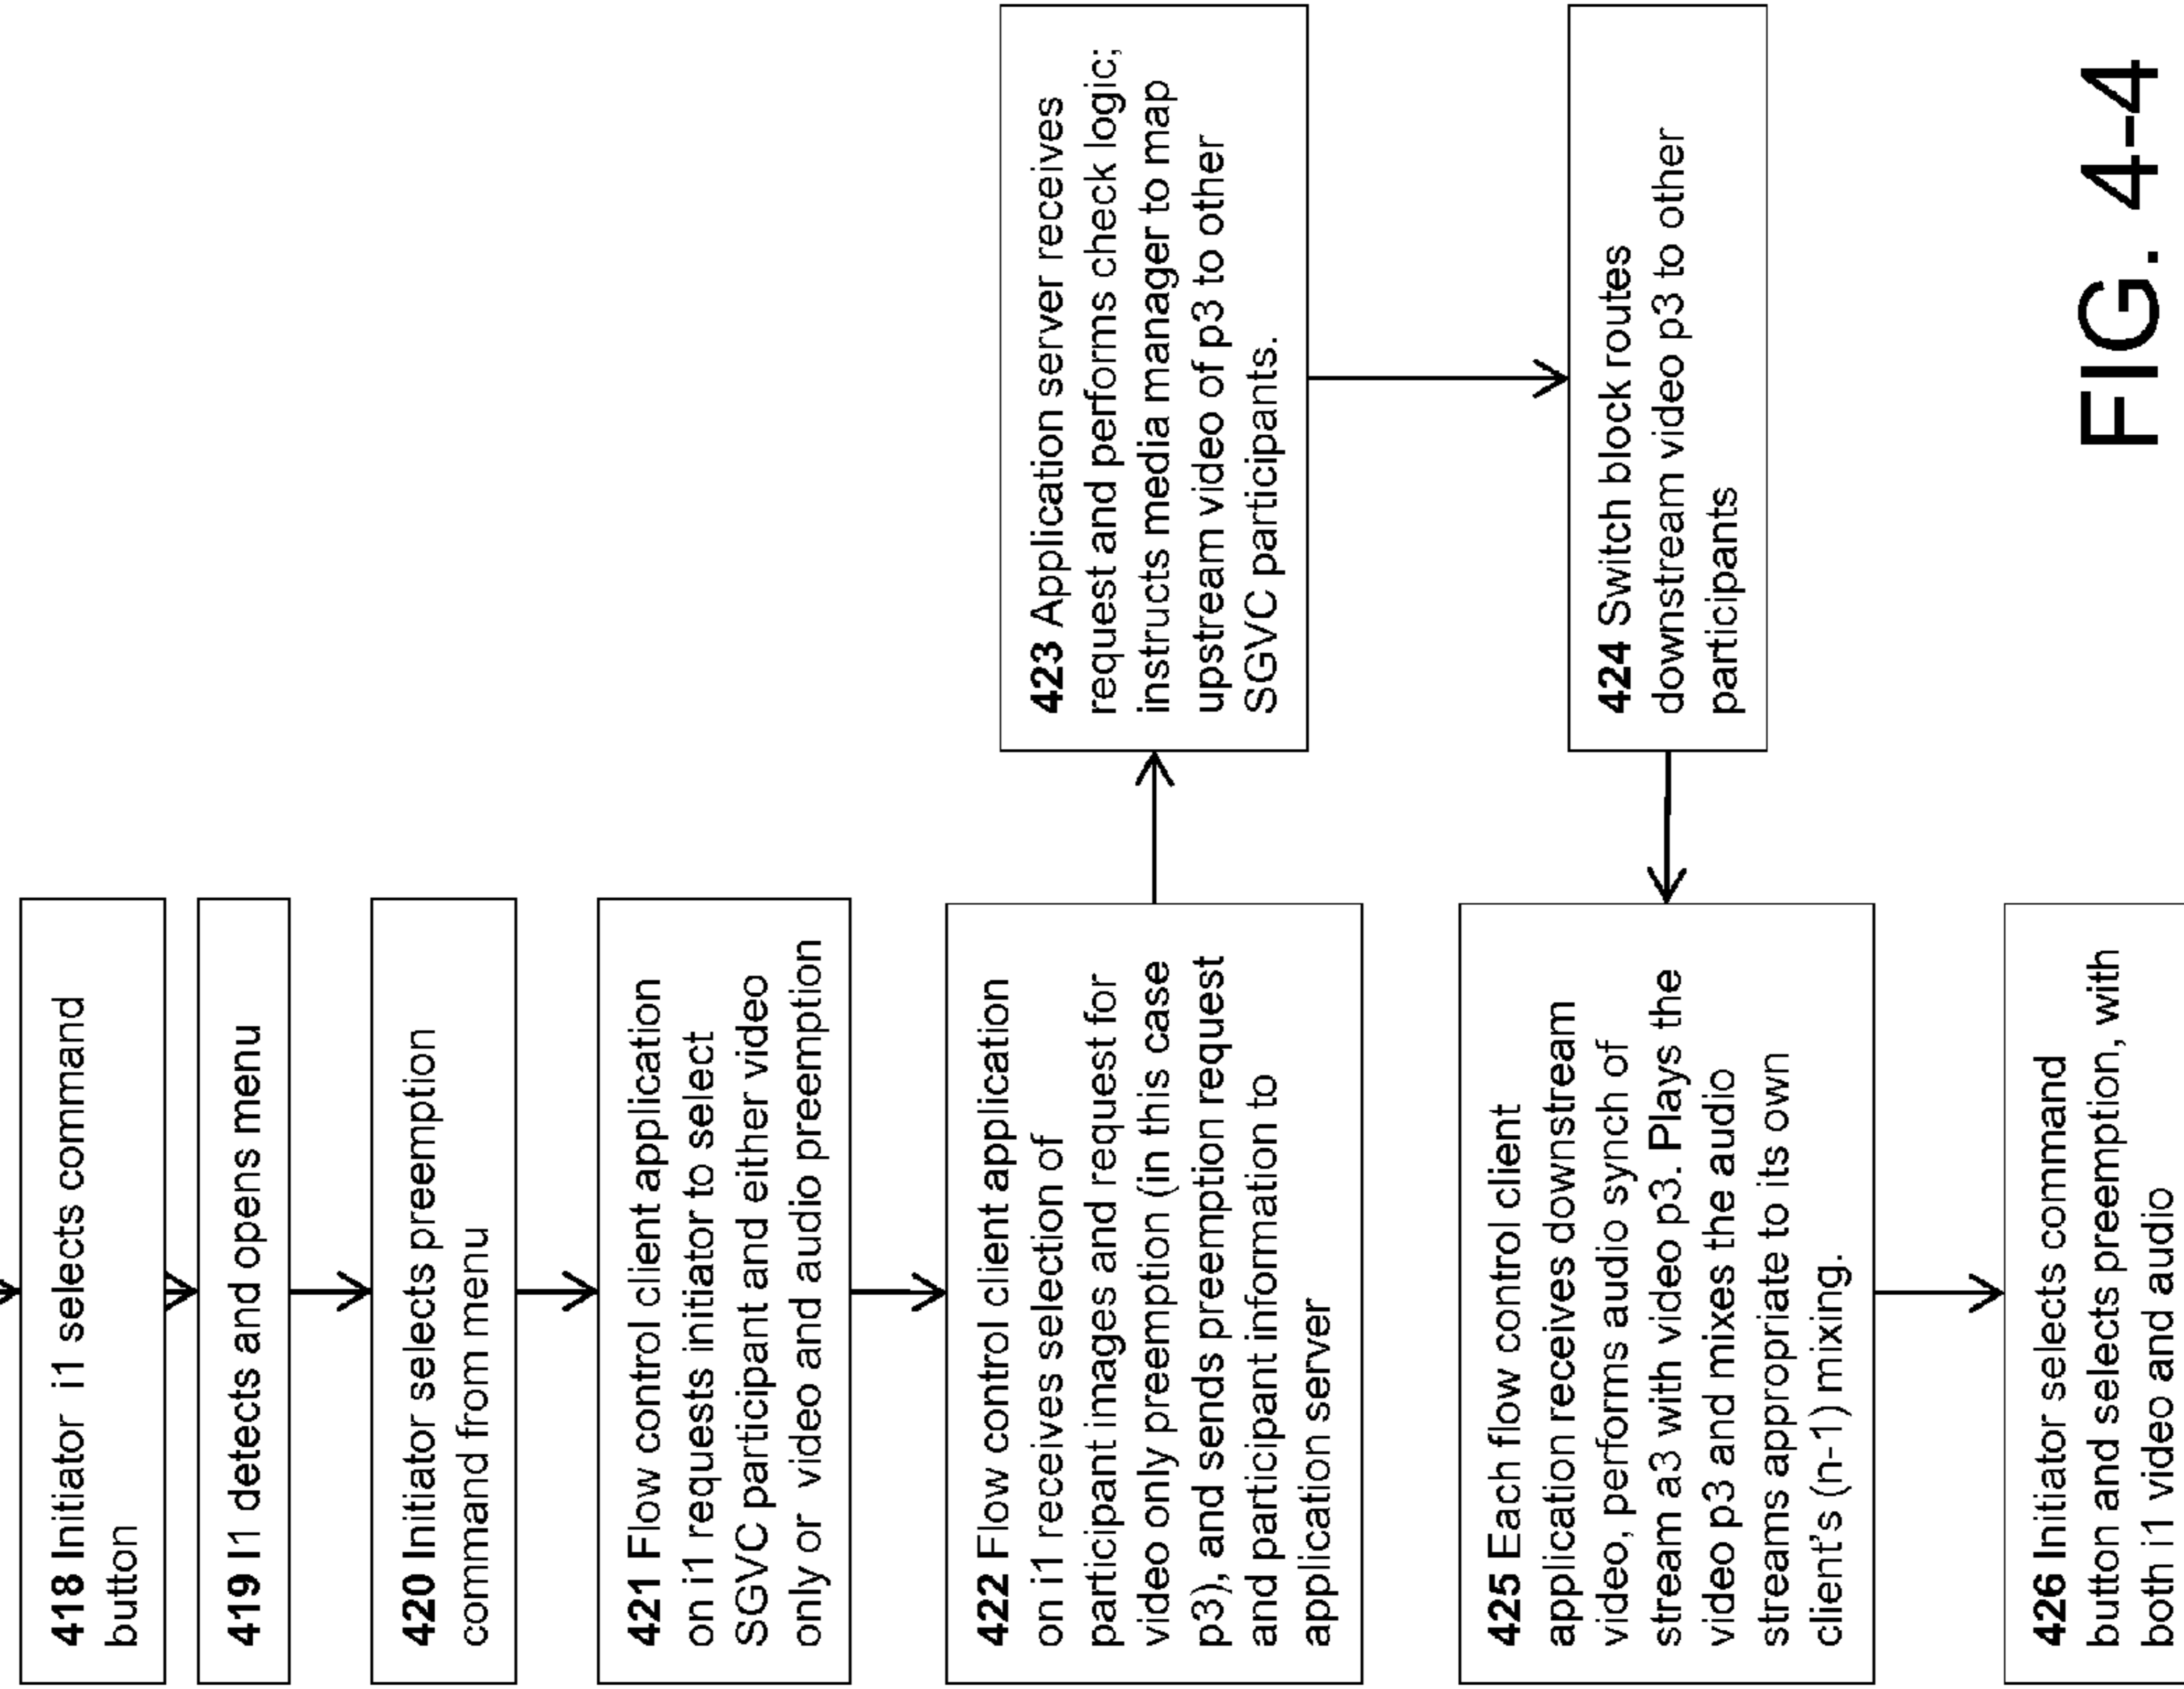 418 Initiator i1 selects command
button
419 I1 detects and opens menu
420 Initiator selects preemption
command from menu
421 Flow control client application
on i1 requests initiator to select
SGVC participant and either video
only or video and audio preemption
422 Flow control client application
on i1 receives selection of
participant images and request for
video only preemption (in this case
p3), and sends preemption request
and participant information to
application server
423 Application server receives
request and performs check logic;
instructs media manager to map
upstream video of p3 to other
SGVC participants.
424 Switch block routes
downstream video p3 to other
participants
425 Each flow control client
application receives downstream
video, performs audio synch of
stream a3 with video p3. Plays the
video p3 and mixes the audio
streams appropriate to its own
client's (n-1) mixing.
426 Initiator selects command
button and selects preemption, with
both i1 video and audio
FIG. 4-4